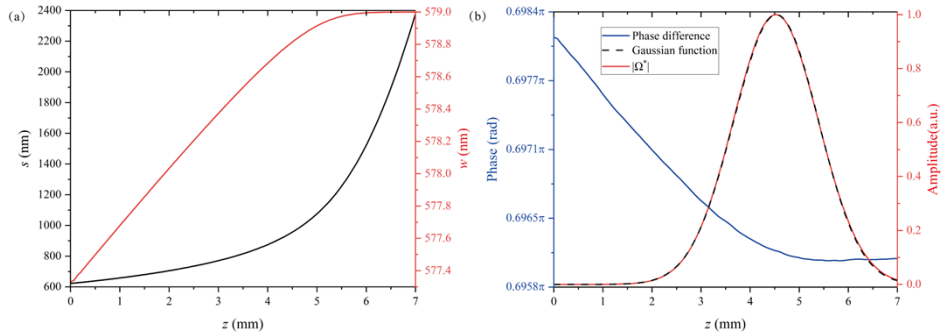 (a)
2400
2200
2000
1800
1600
1400
1200
1000
800
600
s (nm)
0 1 2 3 4 5 6 7
z (mm)
579.0
578.8
578.6
578.4
578.2
578.0
577.8
577.6
577.4
w (nm)
(b)
0.6984π
0.6977π
0.6971π
0.6965π
0.6958π
Phase (rad)
Phase difference
Gaussian function
|Ω*|
0 1 2 3 4 5 6 7
z (mm)
1.0
0.8
0.6
0.4
0.2
0.0
Amplitude(a.u.)